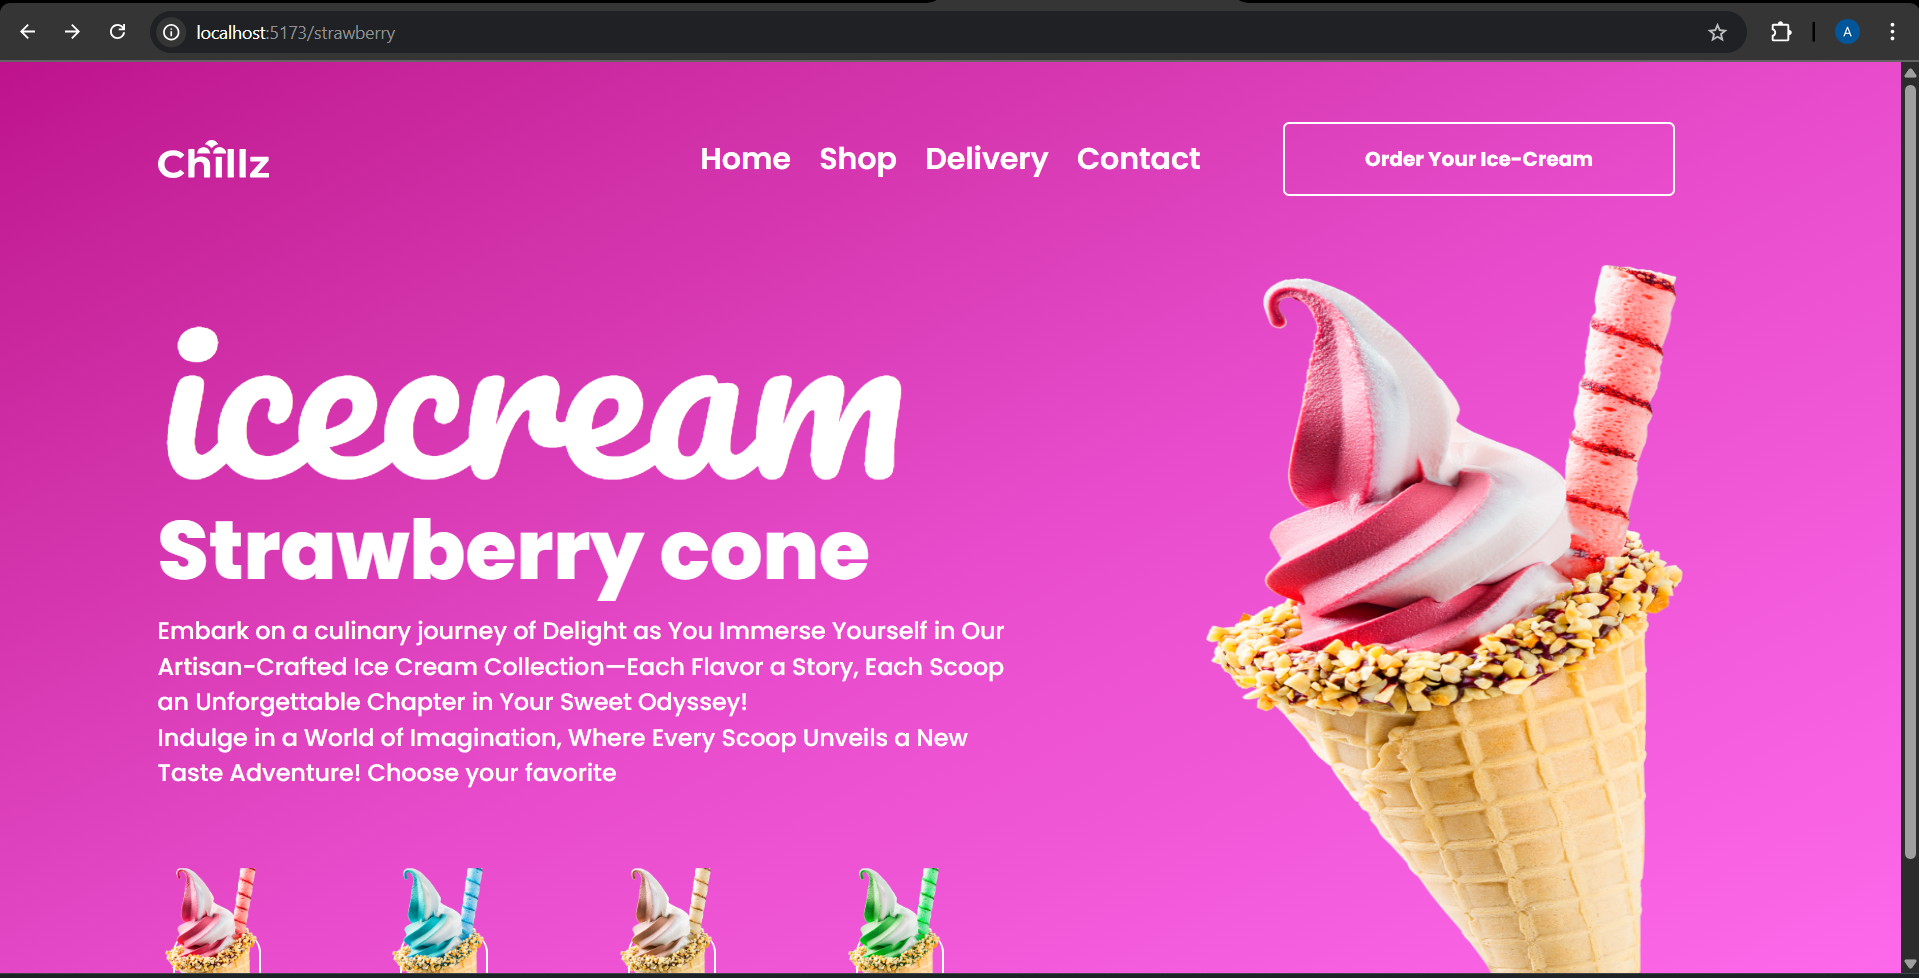 localhost:5173/strawberry
A
Chillz
Home Shop Delivery Contact
Order Your Ice-Cream
icecream
Strawberry cone
Embark on a culinary journey of Delight as You Immerse Yourself in Our
Artisan-Crafted Ice Cream Collection—Each Flavor a Story, Each Scoop
an Unforgettable Chapter in Your Sweet Odyssey!
Indulge in a World of Imagination, Where Every Scoop Unveils a New
Taste Adventure! Choose your favorite